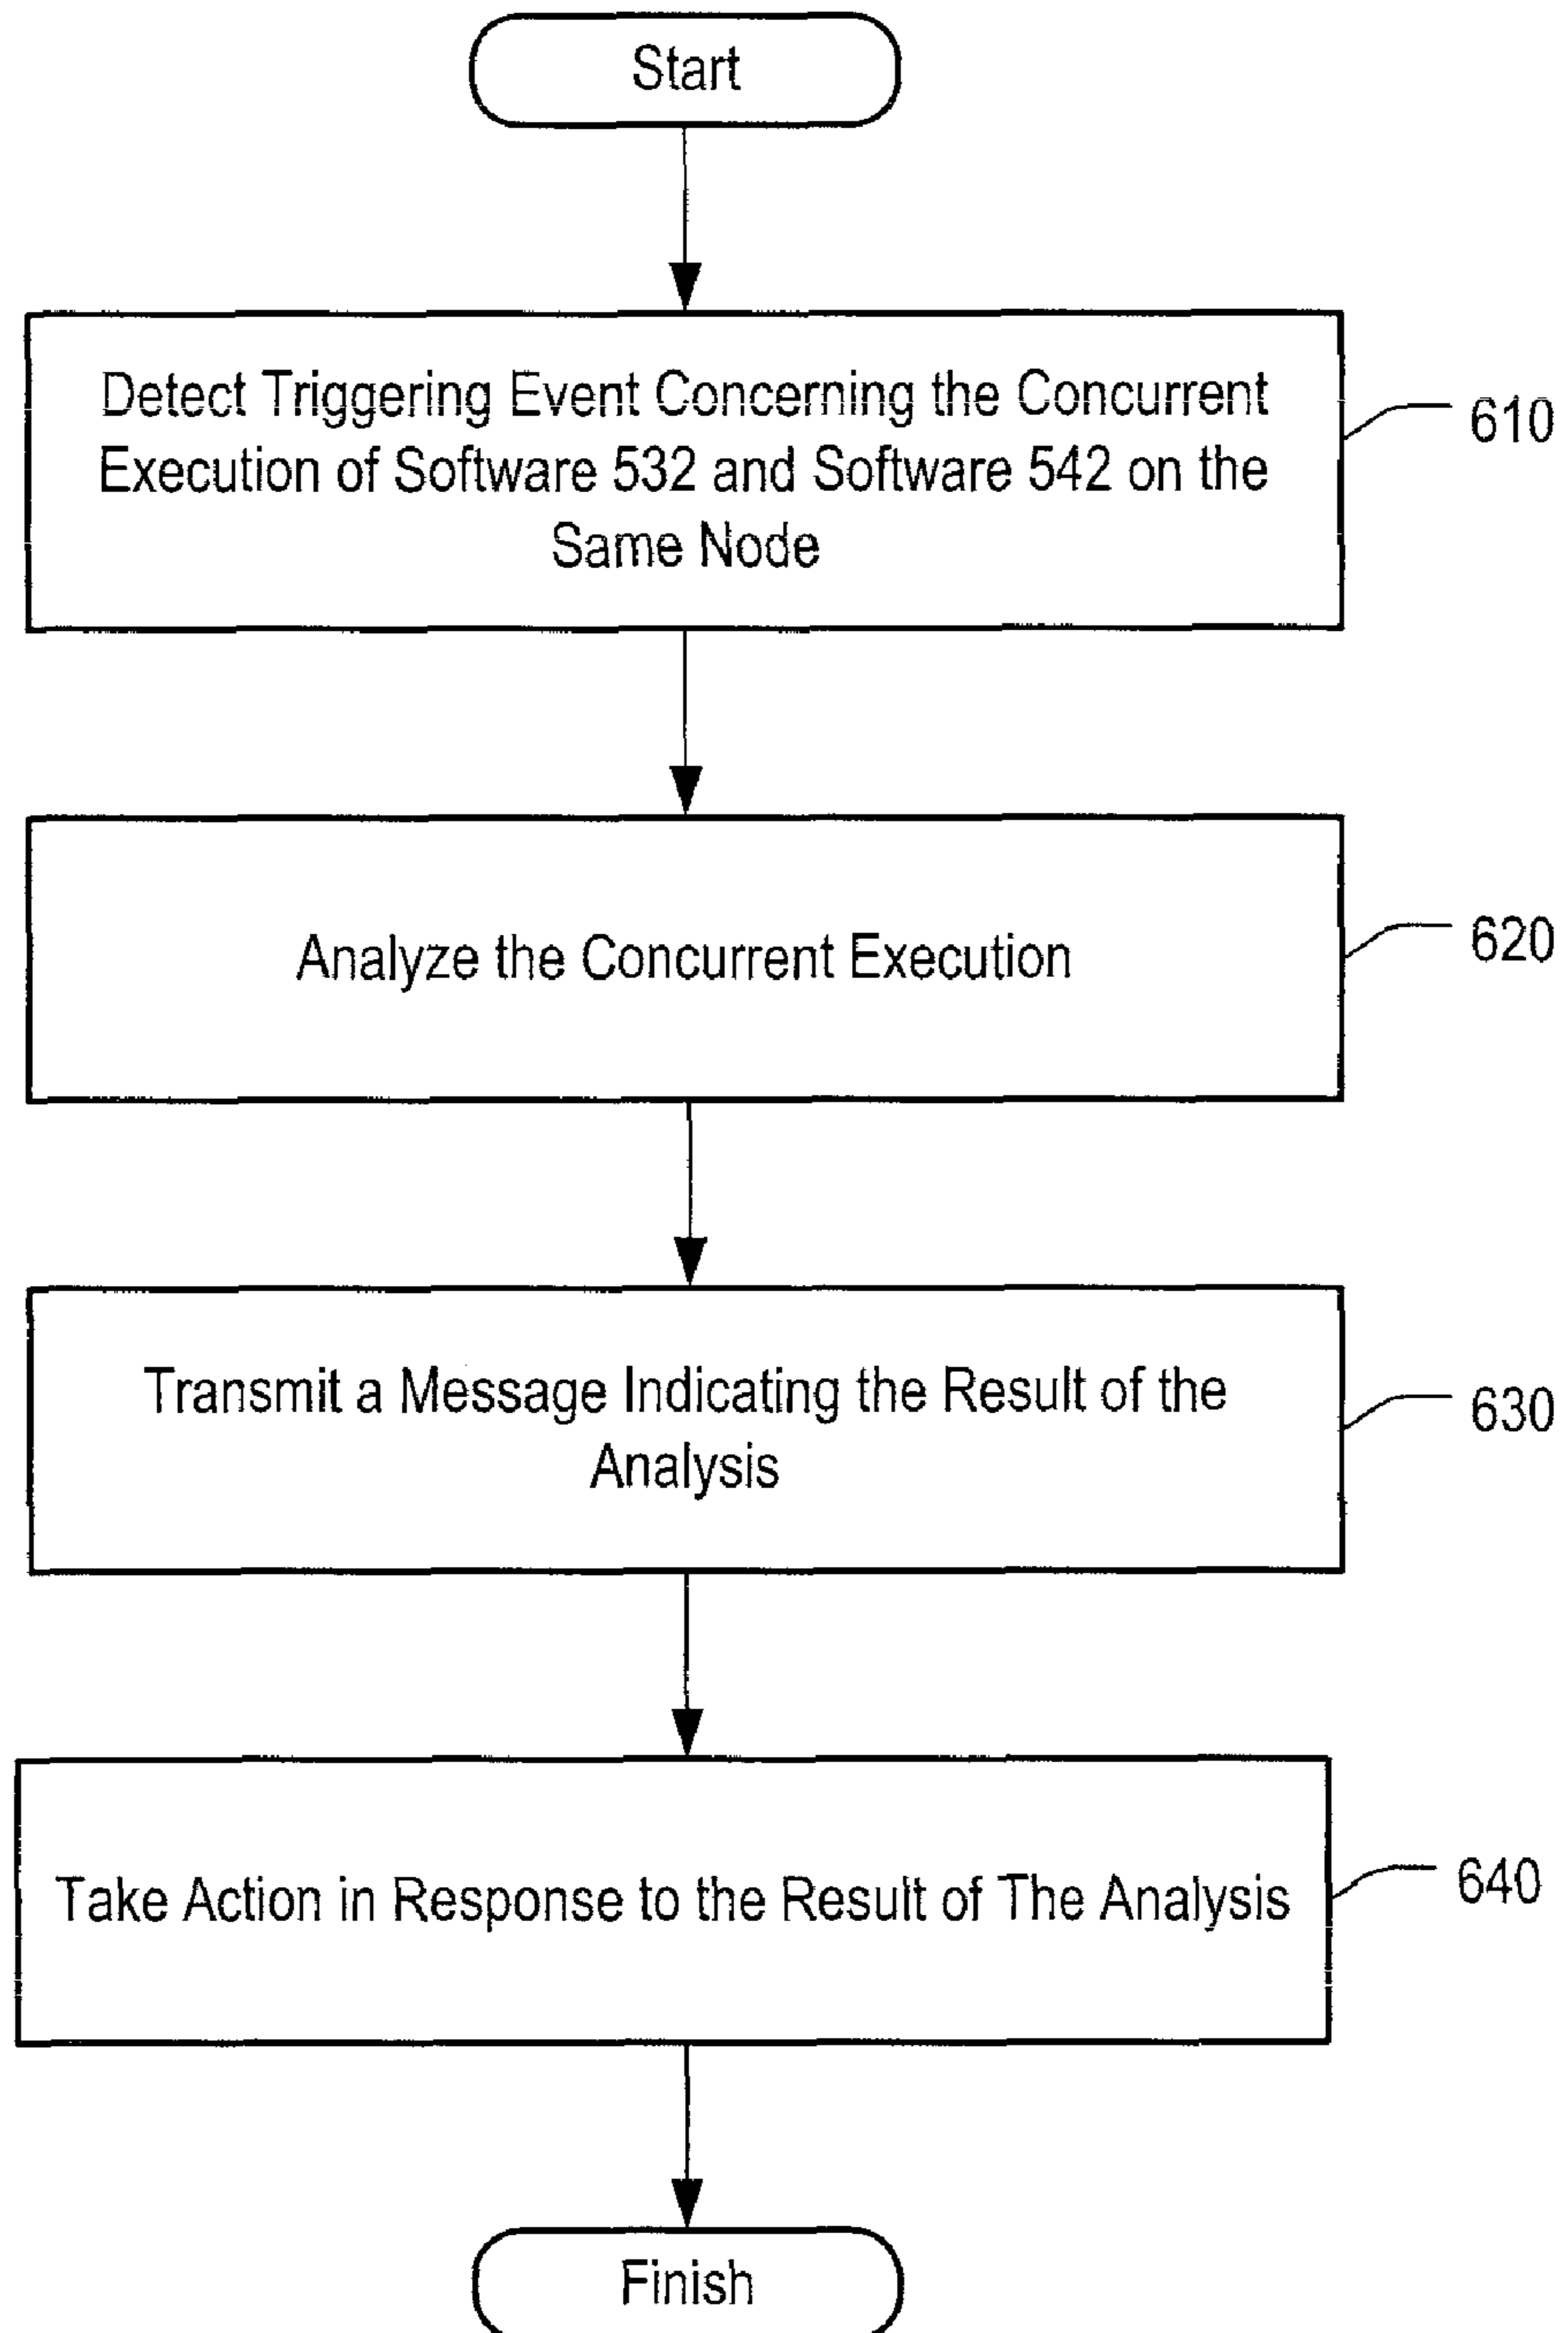 Start
Detect Triggering Event Concerning the Concurrent
Execution of Software 532 and Software 542 on the
Same Node
610
Analyze the Concurrent Execution
620
Transmit a Message Indicating the Result of the
Analysis
630
Take Action in Response to the Result of The Analysis
640
Finish